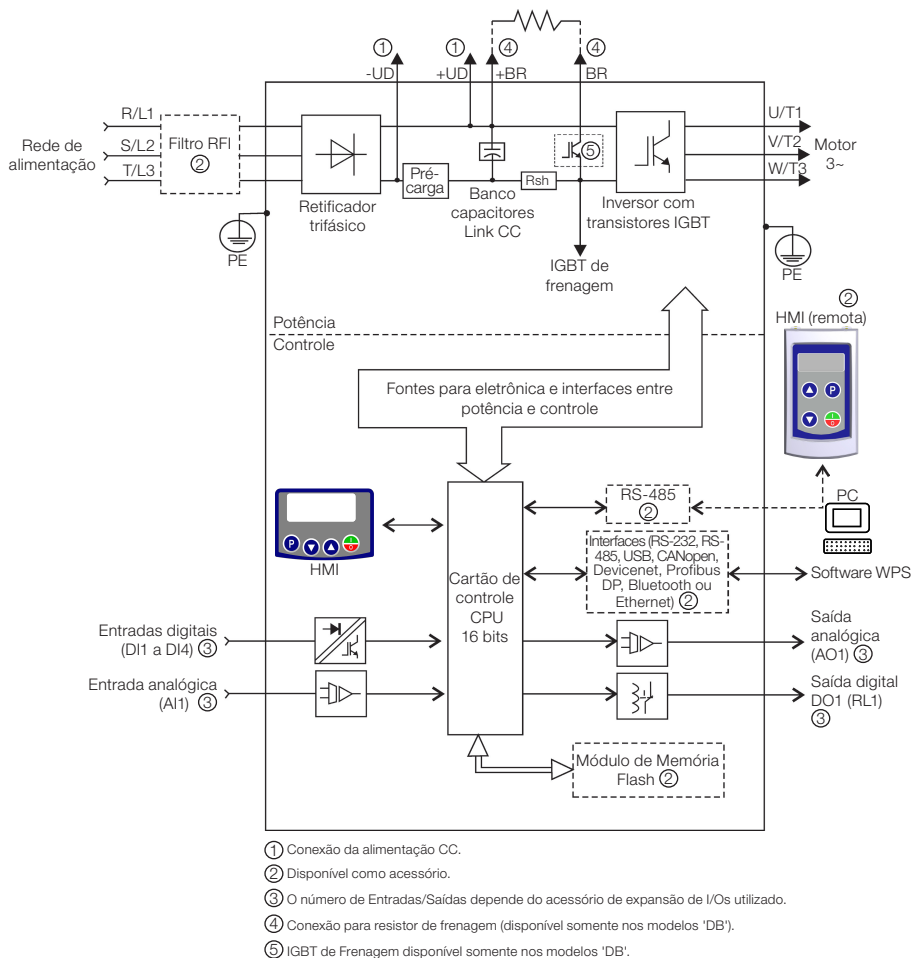 ① ① ④ ④
-UD +UD +BR BR
R/L1
S/L2
T/L3
Rede de
alimentação
Filtro RFI
②
PE
Retificador
trifásico
Pré-
carga
Banco
capacitores
Link CC
Rsh
⑤
IGBT de
frenagem
Inversor com
transistores IGBT
U/T1
V/T2
W/T3
Motor
3~
PE
Potência
Controle
②
HMI (remota)
P
I
0
Fontes para eletrônica e interfaces entre
potência e controle
P
I
0
HMI
Cartão de
controle
CPU
16 bits
RS-485
②
PC
Interfaces (RS-232, RS-
485, USB, CANopen,
Devicenet, Profibus
DP, Bluetooth ou
Ethernet) ②
Software WPS
Entradas digitais
(DI1 a DI4) ③
Entrada analógica
(AI1) ③
Saída
analógica
(AO1) ③
Saída digital
DO1 (RL1)
③
Módulo de Memória
Flash ②
① Conexão da alimentação CC.
② Disponível como acessório.
③ O número de Entradas/Saídas depende do acessório de expansão de I/Os utilizado.
④ Conexão para resistor de frenagem (disponível somente nos modelos 'DB').
⑤ IGBT de Frenagem disponível somente nos modelos 'DB'.